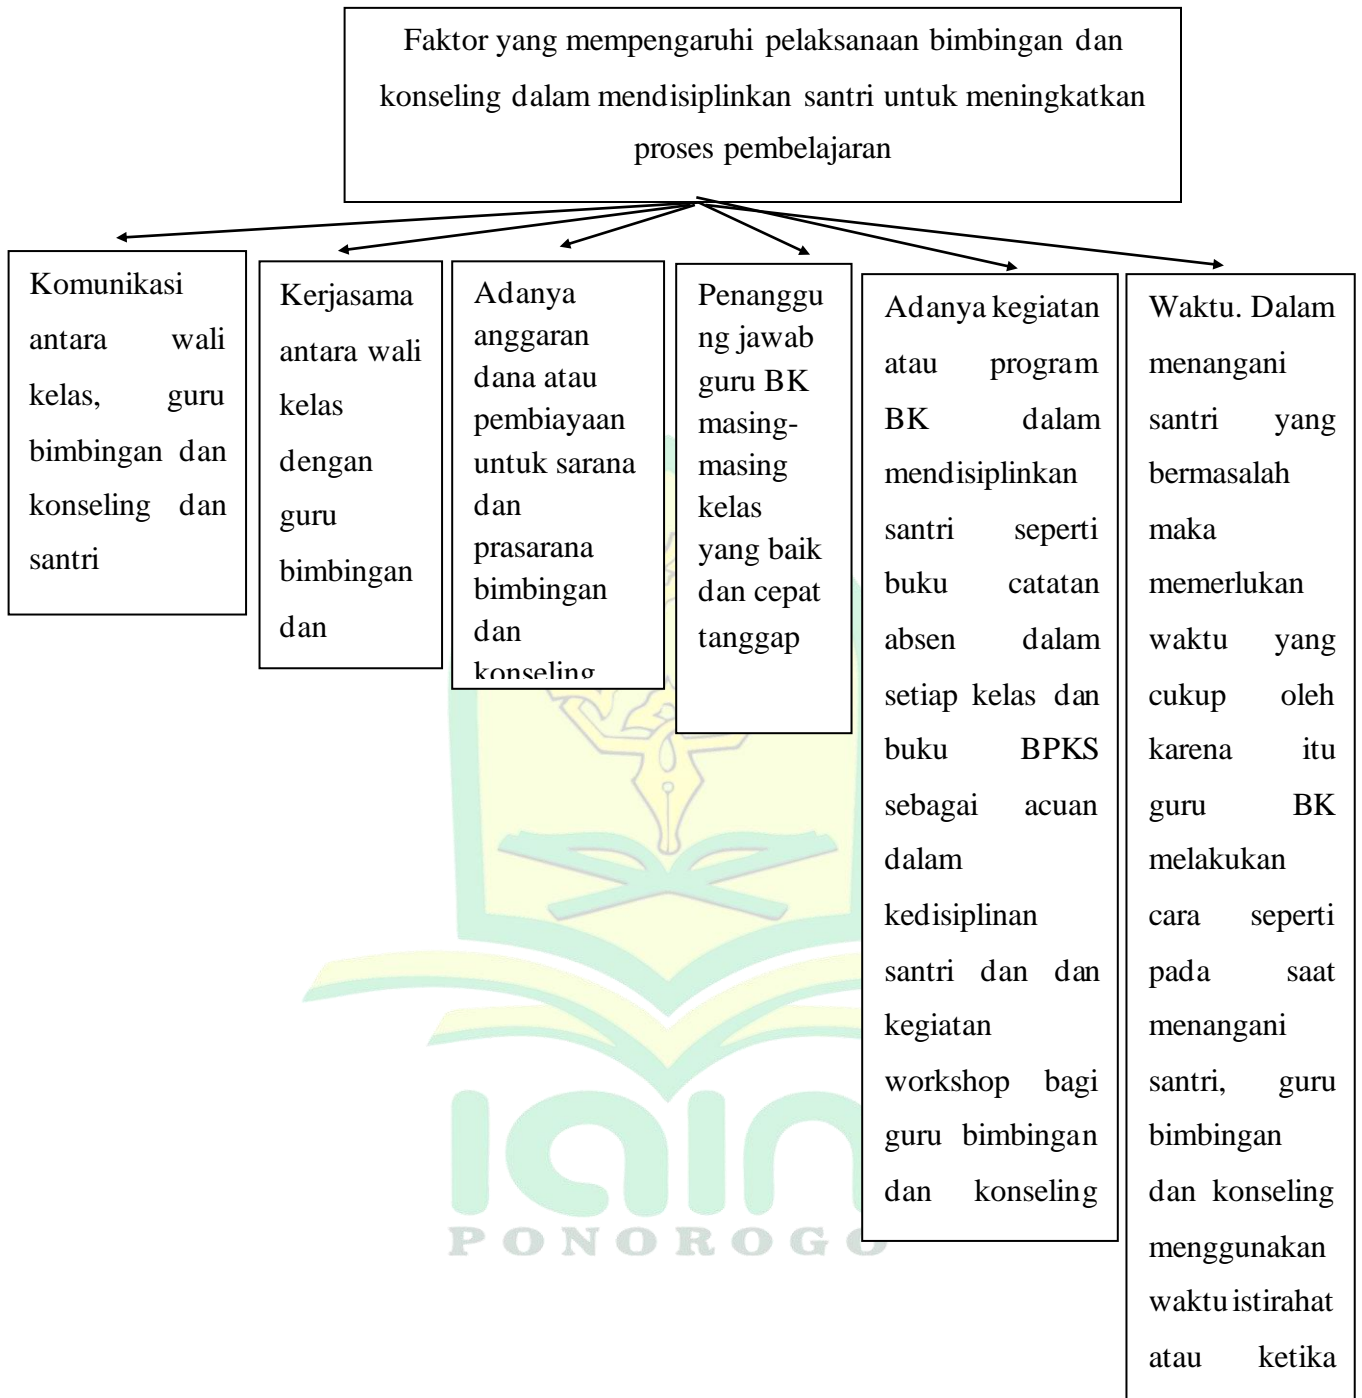 Faktor yang mempengaruhi pelaksanaan bimbingan dan
konseling dalam mendisiplinkan santri untuk meningkatkan
proses pembelajaran
Komunikasi
antara wali
kelas, guru
bimbingan dan
konseling dan
santri
Kerjasama
antara wali
kelas
dengan
guru
bimbingan
dan
Adanya
anggaran
dana atau
pembiayaan
untuk sarana
dan
prasarana
bimbingan
dan
konseling
Penanggu
ng jawab
guru BK
masing-
masing
kelas
yang baik
dan cepat
tanggap
Adanya kegiatan
atau program
BK dalam
mendisiplinkan
santri seperti
buku catatan
absen dalam
setiap kelas dan
buku BPKS
sebagai acuan
dalam
kedisiplinan
santri dan dan
kegiatan
workshop bagi
guru bimbingan
dan konseling
Waktu. Dalam
menangani
santri yang
bermasalah
maka
memerlukan
waktu yang
cukup oleh
karena itu
guru BK
melakukan
cara seperti
pada saat
menangani
santri, guru
bimbingan
dan konseling
menggunakan
waktu istirahat
atau ketika
iain
PONOROGO